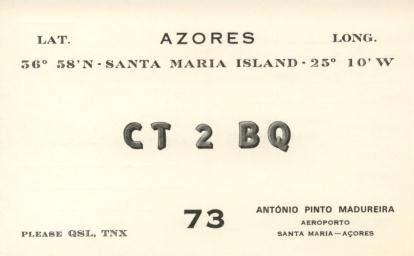 LAT. AZORES LONG.
36° 58'N - SANTA MARIA ISLAND - 25° 10'W
CT 2 BQ
PLEASE QSL, TNX
73
ANTÓNIO PINTO MADUREIRA
AEROPORTO
SANTA MARIA—AÇORES